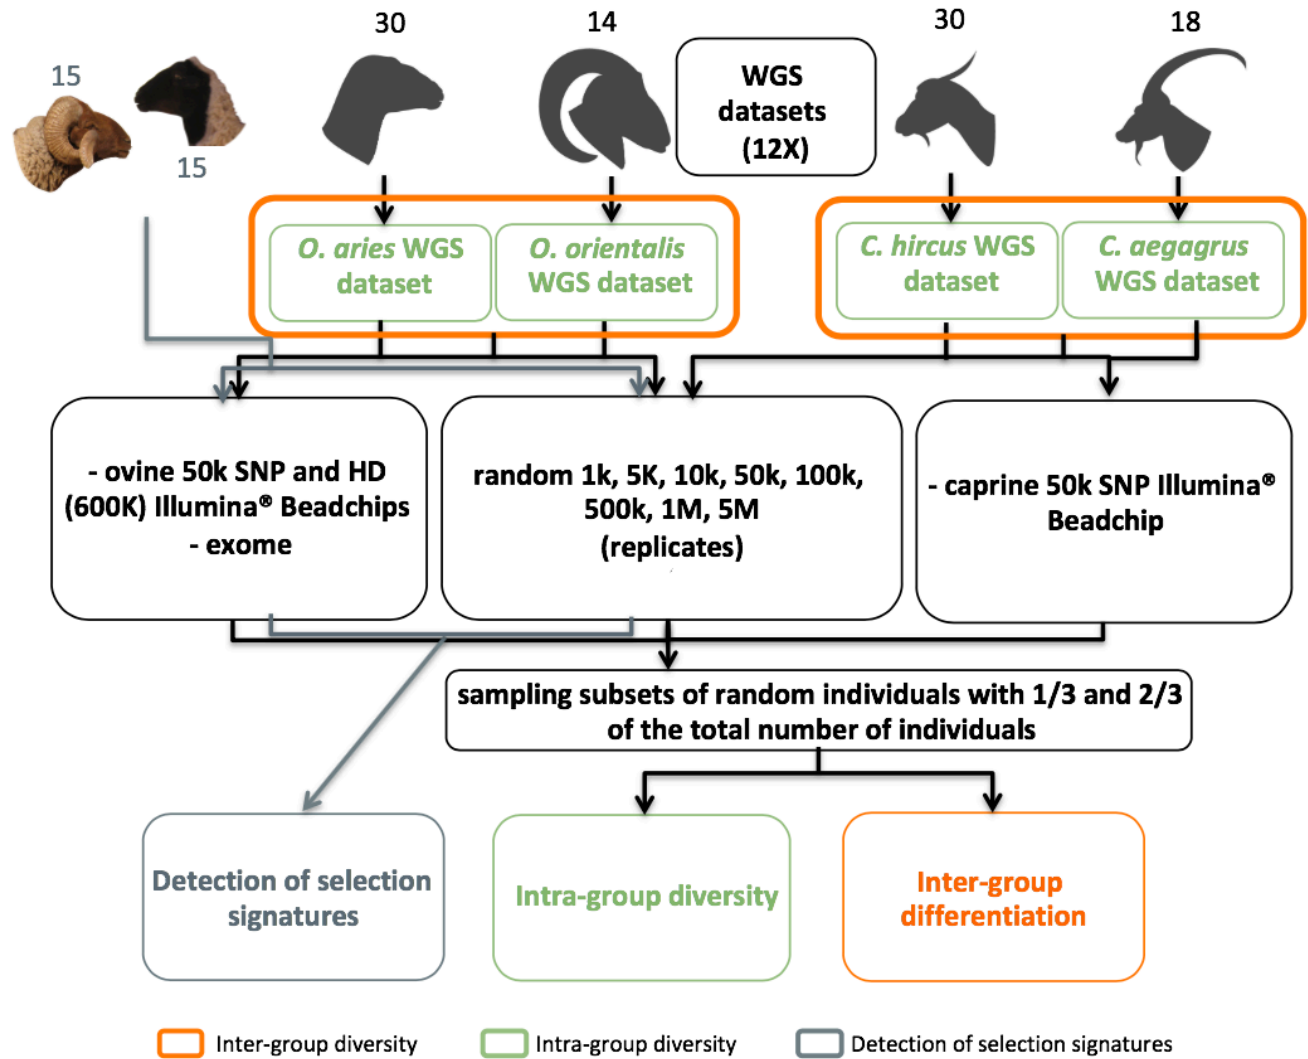 30
14
30
18
15
15
WGS
datasets
(12X)
O. aries WGS
dataset
O. orientalis
WGS dataset
C. hircus WGS
dataset
C. aegagrus
WGS dataset
- ovine 50k SNP and HD
(600K) Illumina® Beadchips
- exome
random 1k, 5K, 10k, 50k, 100k,
500k, 1M, 5M
(replicates)
- caprine 50k SNP Illumina®
Beadchip
sampling subsets of random individuals with 1/3 and 2/3
of the total number of individuals
Detection of selection
signatures
Intra-group diversity
Inter-group
differentiation
Inter-group diversity
Intra-group diversity
Detection of selection signatures